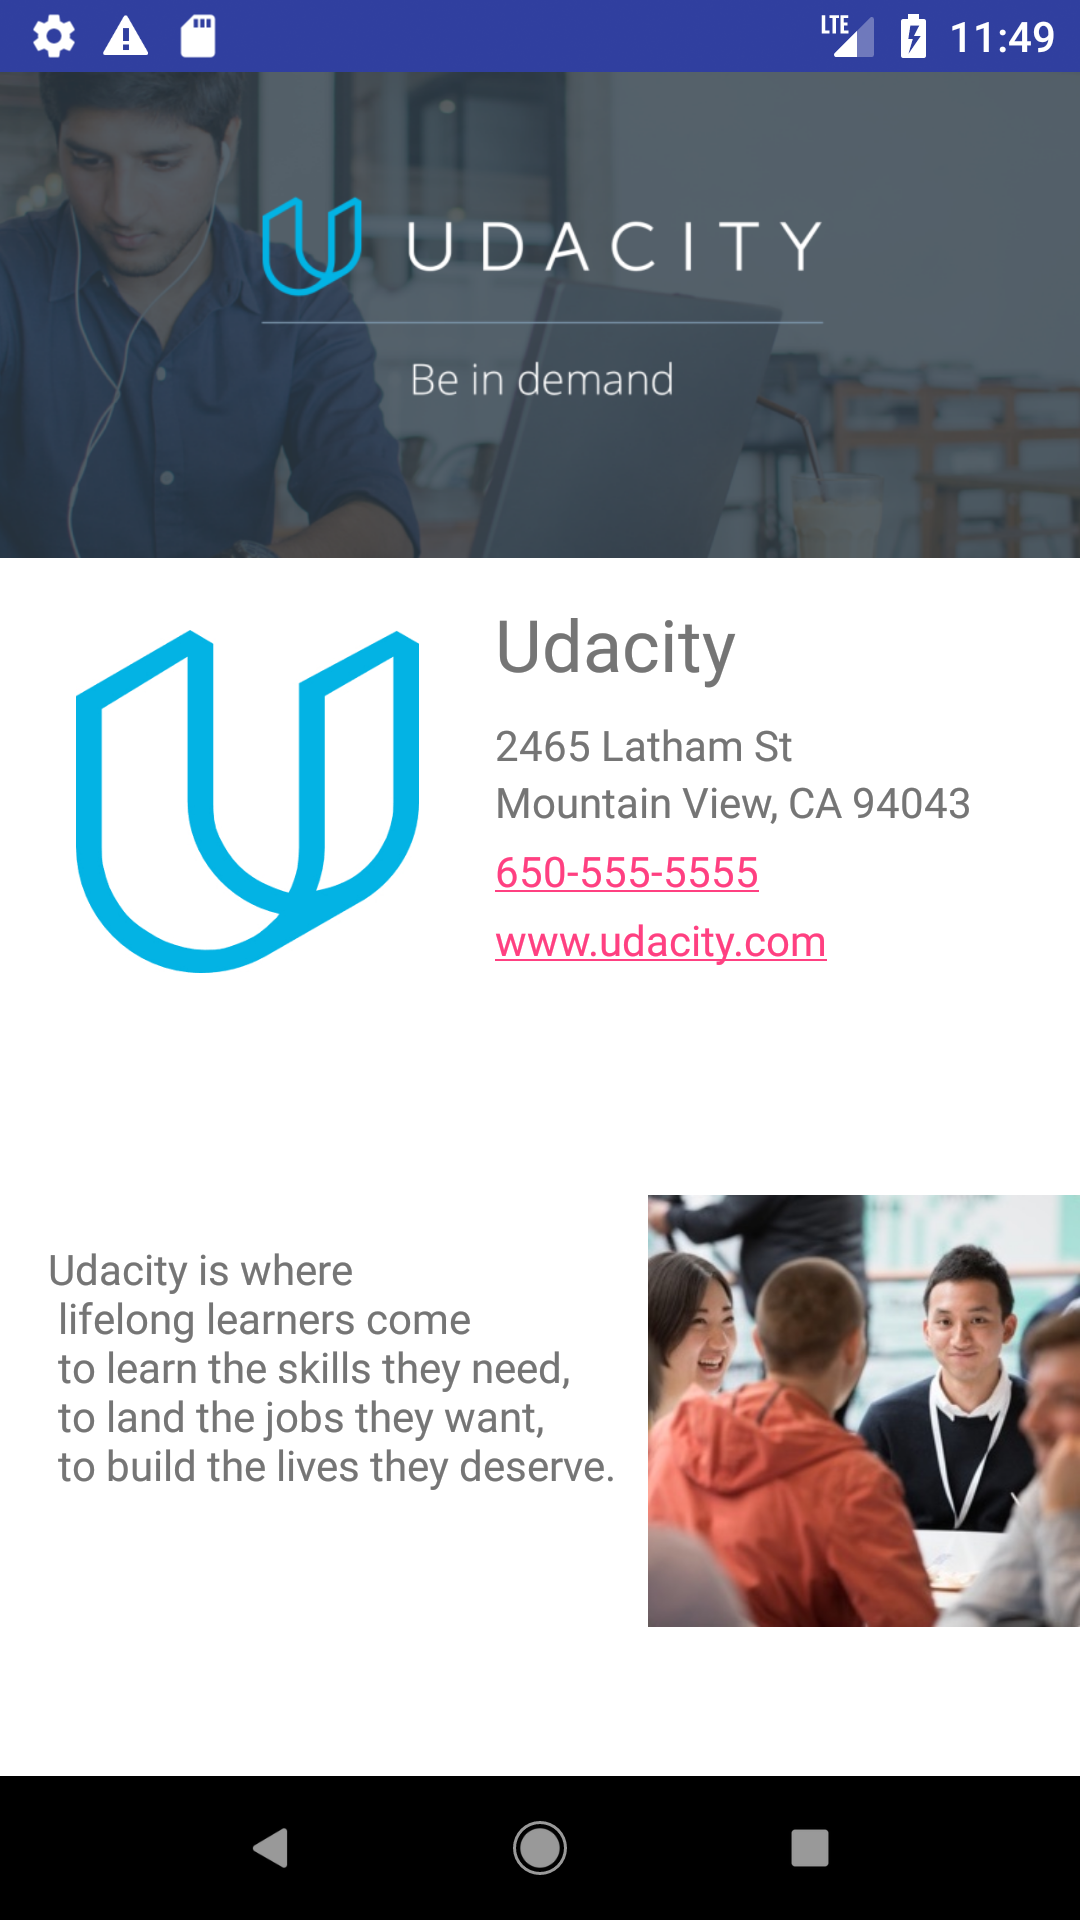 LTE 11:49
UDACITY
Be in demand
Udacity
2465 Latham St
Mountain View, CA 94043
650-555-5555
www.udacity.com
Udacity is where
lifelong learners come
to learn the skills they need,
to land the jobs they want,
to build the lives they deserve.